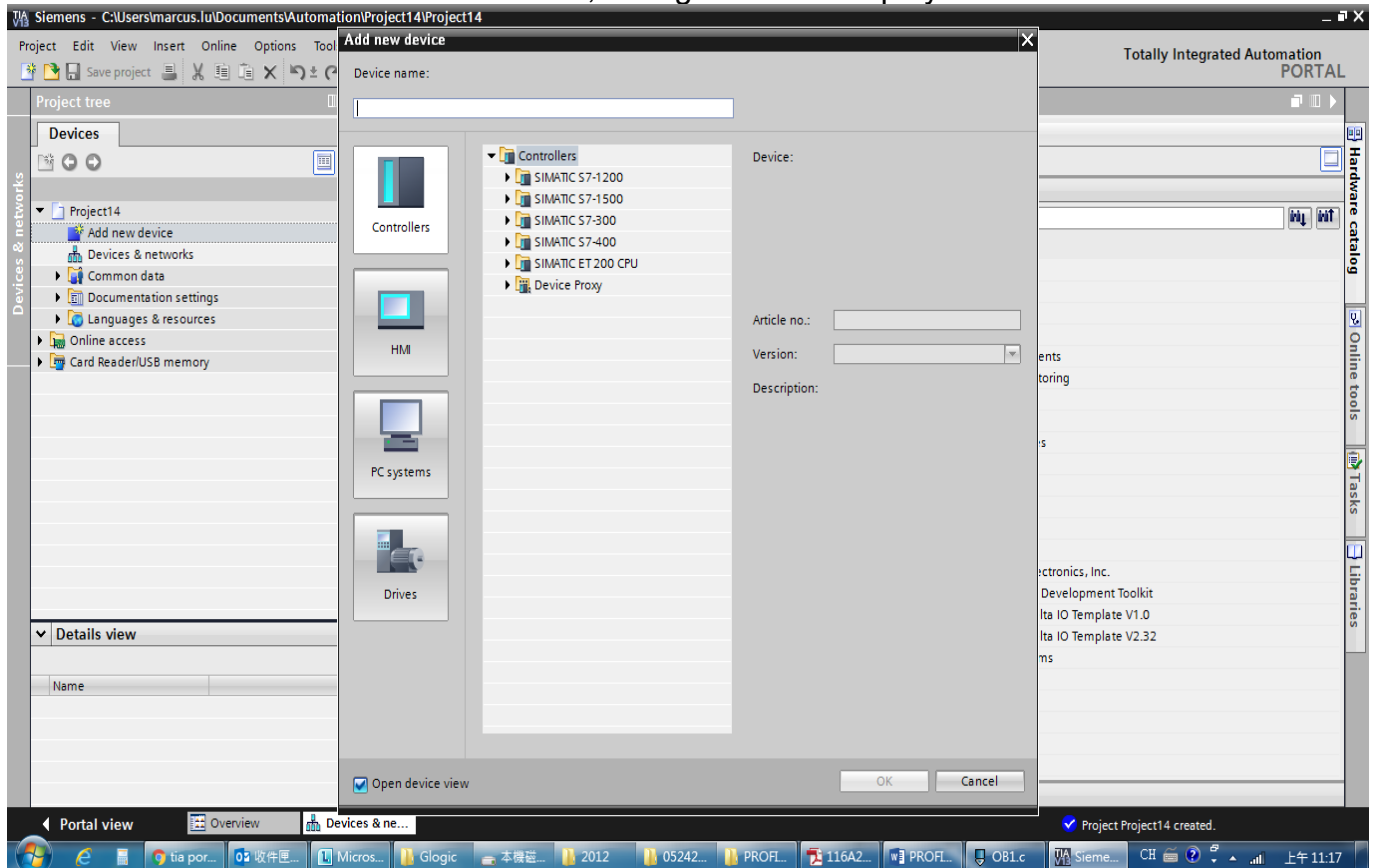 Siemens - C:\Users\marcus.lu\Documents\Automation\Project14\Project14
Project Edit View Insert Online Options Tool
Save project
Totally Integrated Automation
PORTAL
Project tree
Devices
Project14
Add new device
Devices & networks
Common data
Documentation settings
Languages & resources
Online access
Card Reader/USB memory
Details view
Name
Devices & networks
Add new device
Device name:
Controllers
HMI
PC systems
Drives
Controllers
SIMATIC S7-1200
SIMATIC S7-1500
SIMATIC S7-300
SIMATIC S7-400
SIMATIC ET 200 CPU
Device Proxy
Device:
Article no.:
Version:
Description:
Open device view
OK
Cancel
ents
toring
s
ectronics, Inc.
Development Toolkit
lta IO Template V1.0
lta IO Template V2.32
ms
Hardware catalog
Online tools
Tasks
Libraries
Portal view
Overview
Devices & ne...
Project Project14 created.
tia por...
收件匣...
Micros...
Glogic
本機磁...
2012
05242...
PROFI...
116A2...
PROFI...
OB1.c
Sieme...
CH
上午 11:17